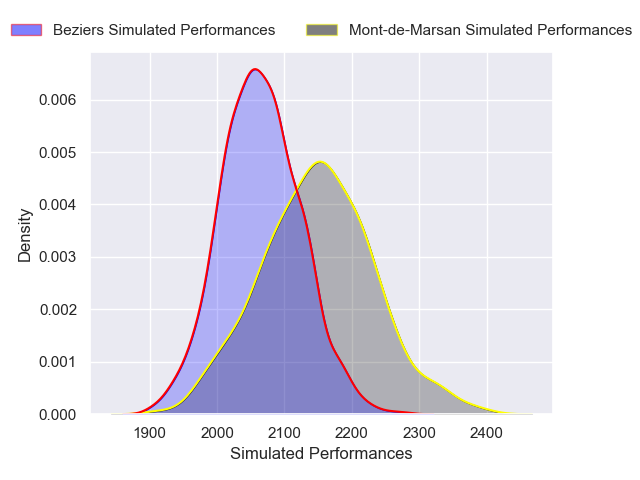 Beziers Simulated Performances Mont-de-Marsan Simulated Performances
0.006
0.005
0.004
0.003
0.002
0.001
0.000
Density
1900 2000 2100 2200 2300 2400
Simulated Performances